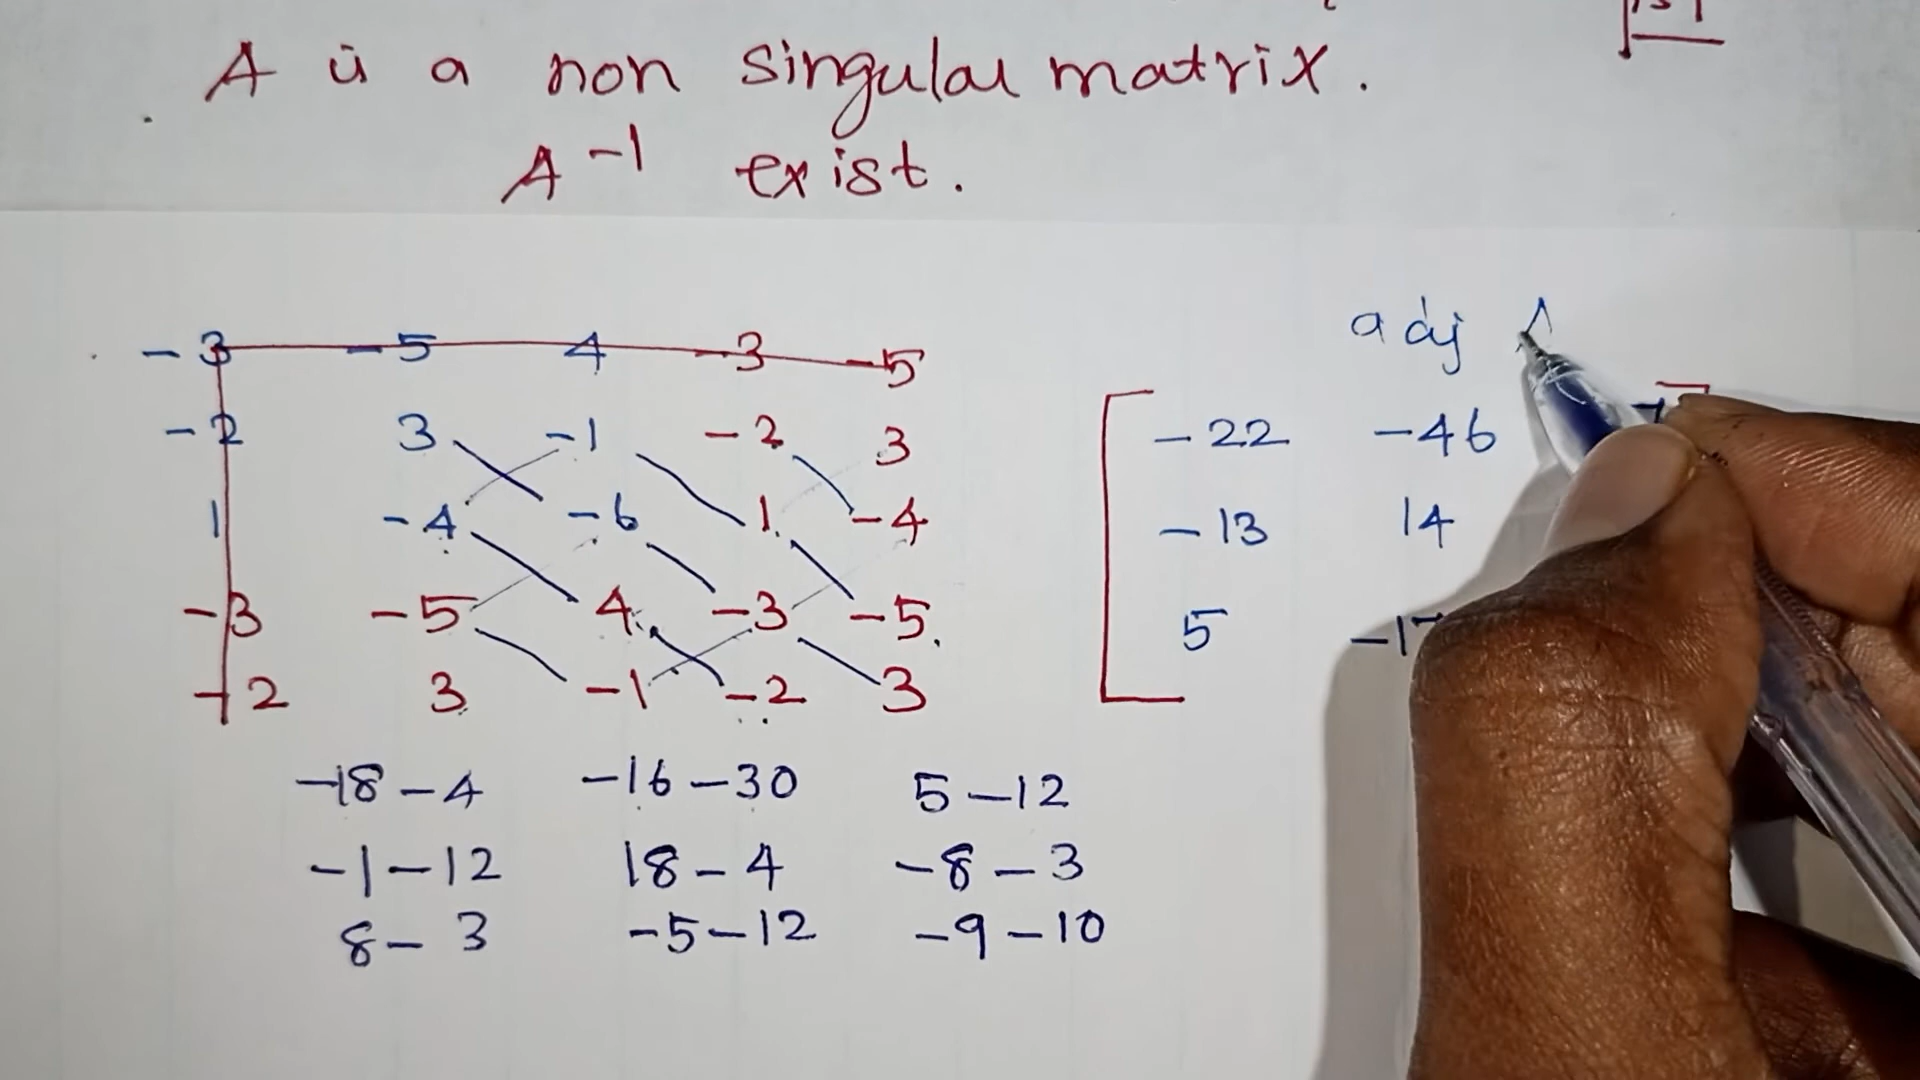 A is a non singular matrix.
A⁻¹ exist.
adj A
-3 -5 4 -3 -5
-2 3 -1 -2 3
1 -4 -6 1 -4
-3 -5 4 -3 -5
-2 3 -1 -2 3
-22 -46
-13 14
5
-18-4 -16-30 5-12
-1-12 18-4 -8-3
8-3 -5-12 -9-10